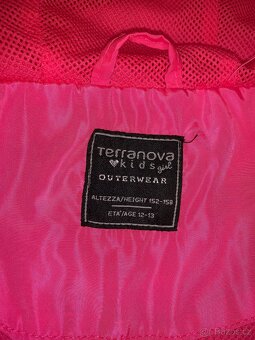 Terranova
kids girl
OUTERWEAR
ALTEZZA/HEIGHT 152-158
ETA'/AGE 12-13